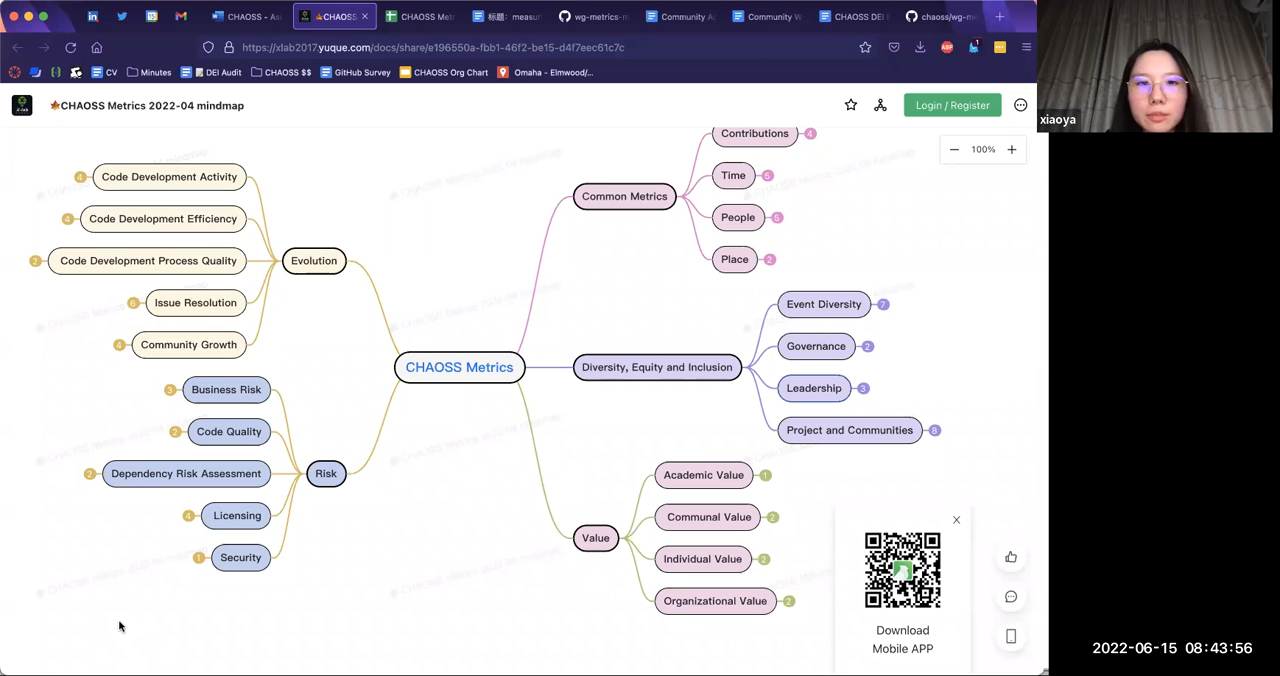 CHAOSS - Asi
CHAOSS
CHAOSS Met
标题：measur
wg-metrics-m
Community A
Community W
CHAOSS DEI E
chaoss/wg-me
https://xlab2017.yuque.com/docs/share/e196550a-fbb1-46f2-be15-d4f7eec61c7c
ABP
1
CV
Minutes
DEI Audit
CHAOSS $$
GitHub Survey
CHAOSS Org Chart
Omaha - Elmwood/...
CHAOSS Metrics 2022-04 mindmap
Login / Register
100%
xiaoya
CHAOSS Metrics
Evolution
Code Development Activity 4
Code Development Efficiency 4
Code Development Process Quality 2
Issue Resolution 6
Community Growth 4
Risk
Business Risk 3
Code Quality 2
Dependency Risk Assessment 2
Licensing 4
Security 1
Common Metrics
Contributions 4
Time 5
People 5
Place 2
Diversity, Equity and Inclusion
Event Diversity 7
Governance 2
Leadership 3
Project and Communities 8
Value
Academic Value 1
Communal Value 2
Individual Value 2
Organizational Value 2
Download
Mobile APP
2022-06-15 08:43:56